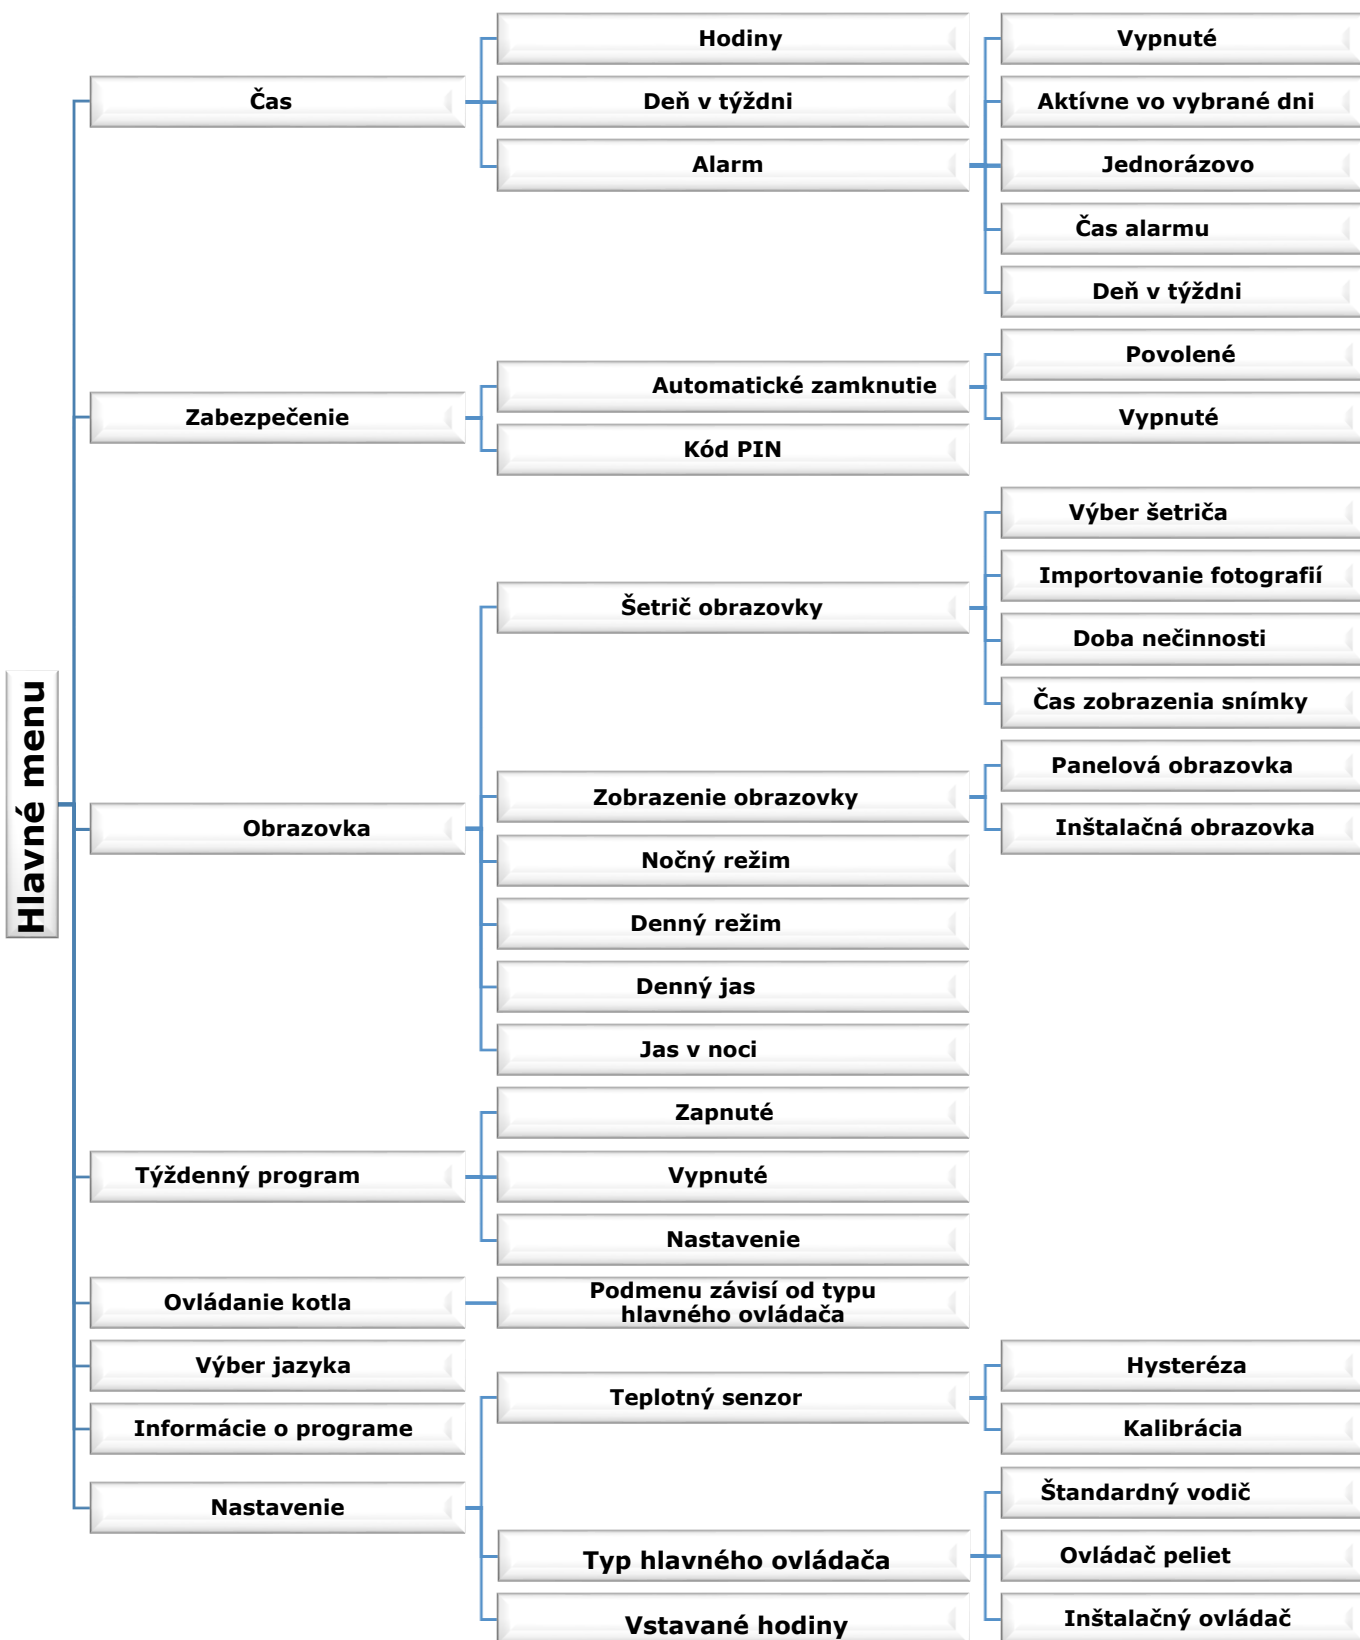 Hlavné menu
Čas
Hodiny
Deň v týždni
Alarm
Vypnuté
Aktívne vo vybrané dni
Jednorázovo
Čas alarmu
Deň v týždni
Zabezpečenie
Automatické zamknutie
Povolené
Vypnuté
Kód PIN
Obrazovka
Šetrič obrazovky
Výber šetriča
Importovanie fotografií
Doba nečinnosti
Čas zobrazenia snímky
Zobrazenie obrazovky
Panelová obrazovka
Inštalačná obrazovka
Nočný režim
Denný režim
Denný jas
Jas v noci
Týždenný program
Zapnuté
Vypnuté
Nastavenie
Ovládanie kotla
Podmenu závisí od typu
hlavného ovládača
Výber jazyka
Informácie o programe
Nastavenie
Teplotný senzor
Hysteréza
Kalibrácia
Typ hlavného ovládača
Štandardný vodič
Ovládač peliet
Inštalačný ovládač
Vstavané hodiny